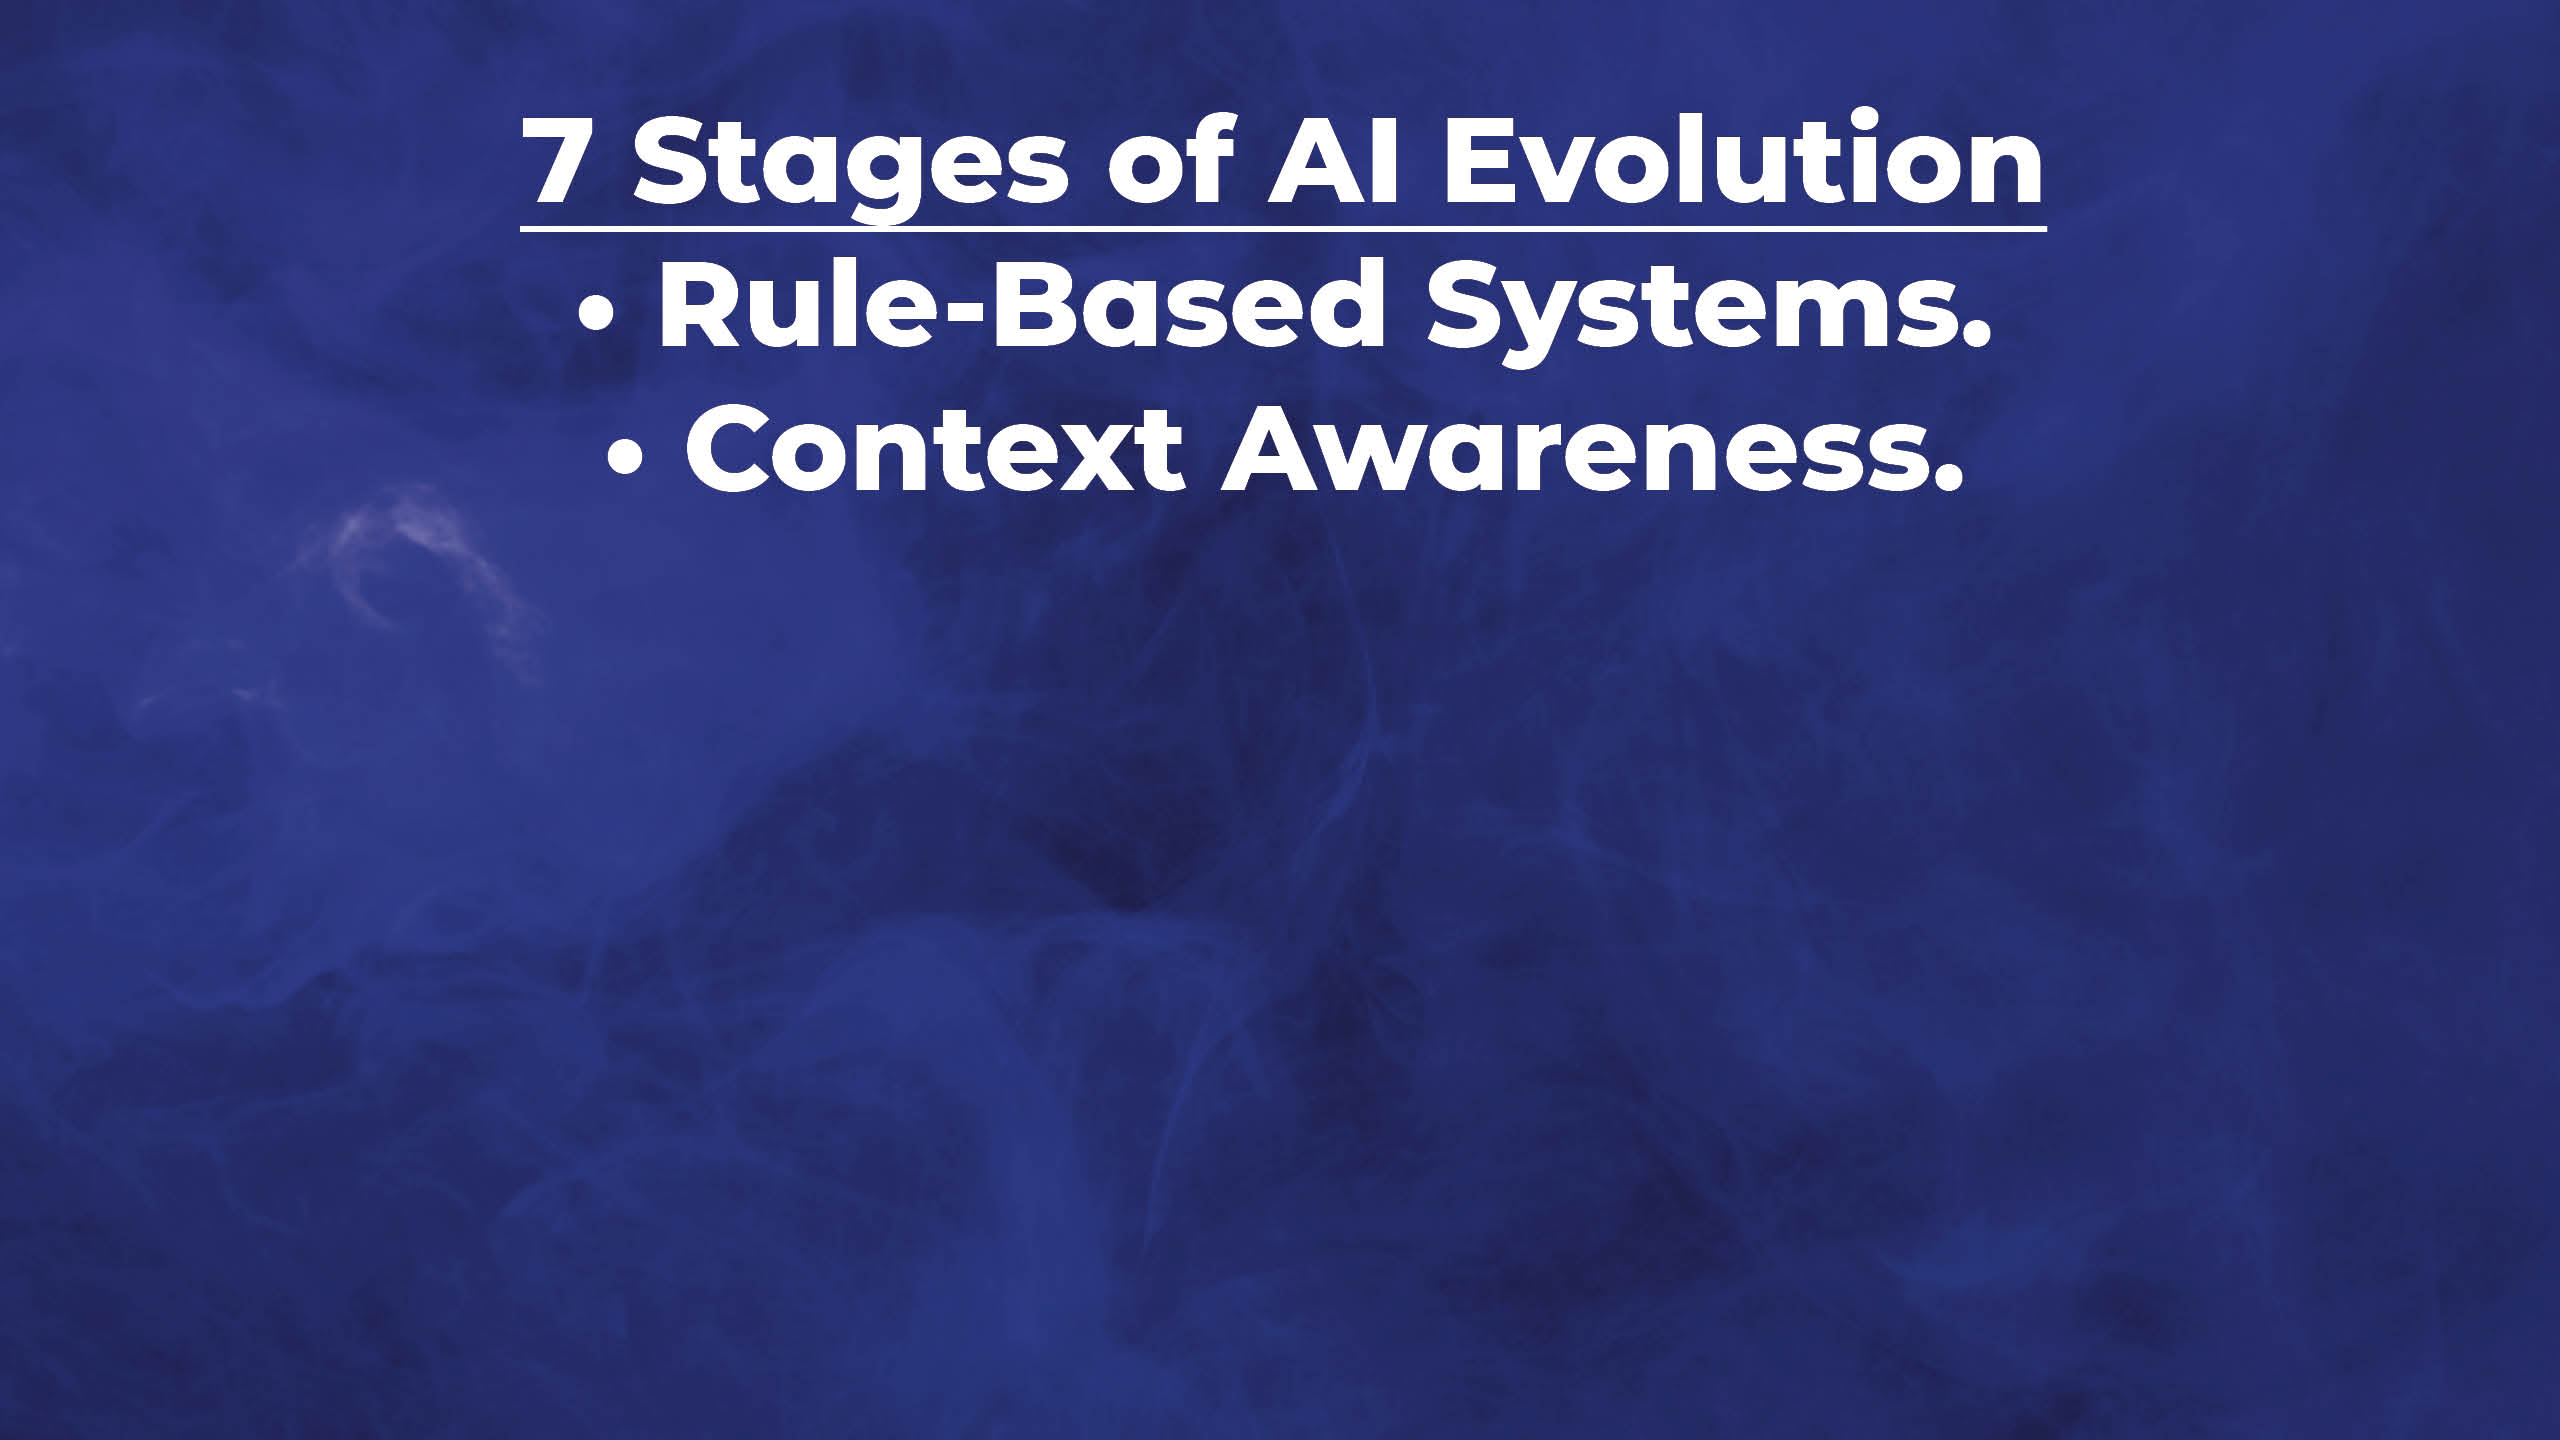 7 Stages of AI Evolution
• Rule-Based Systems.
• Context Awareness.